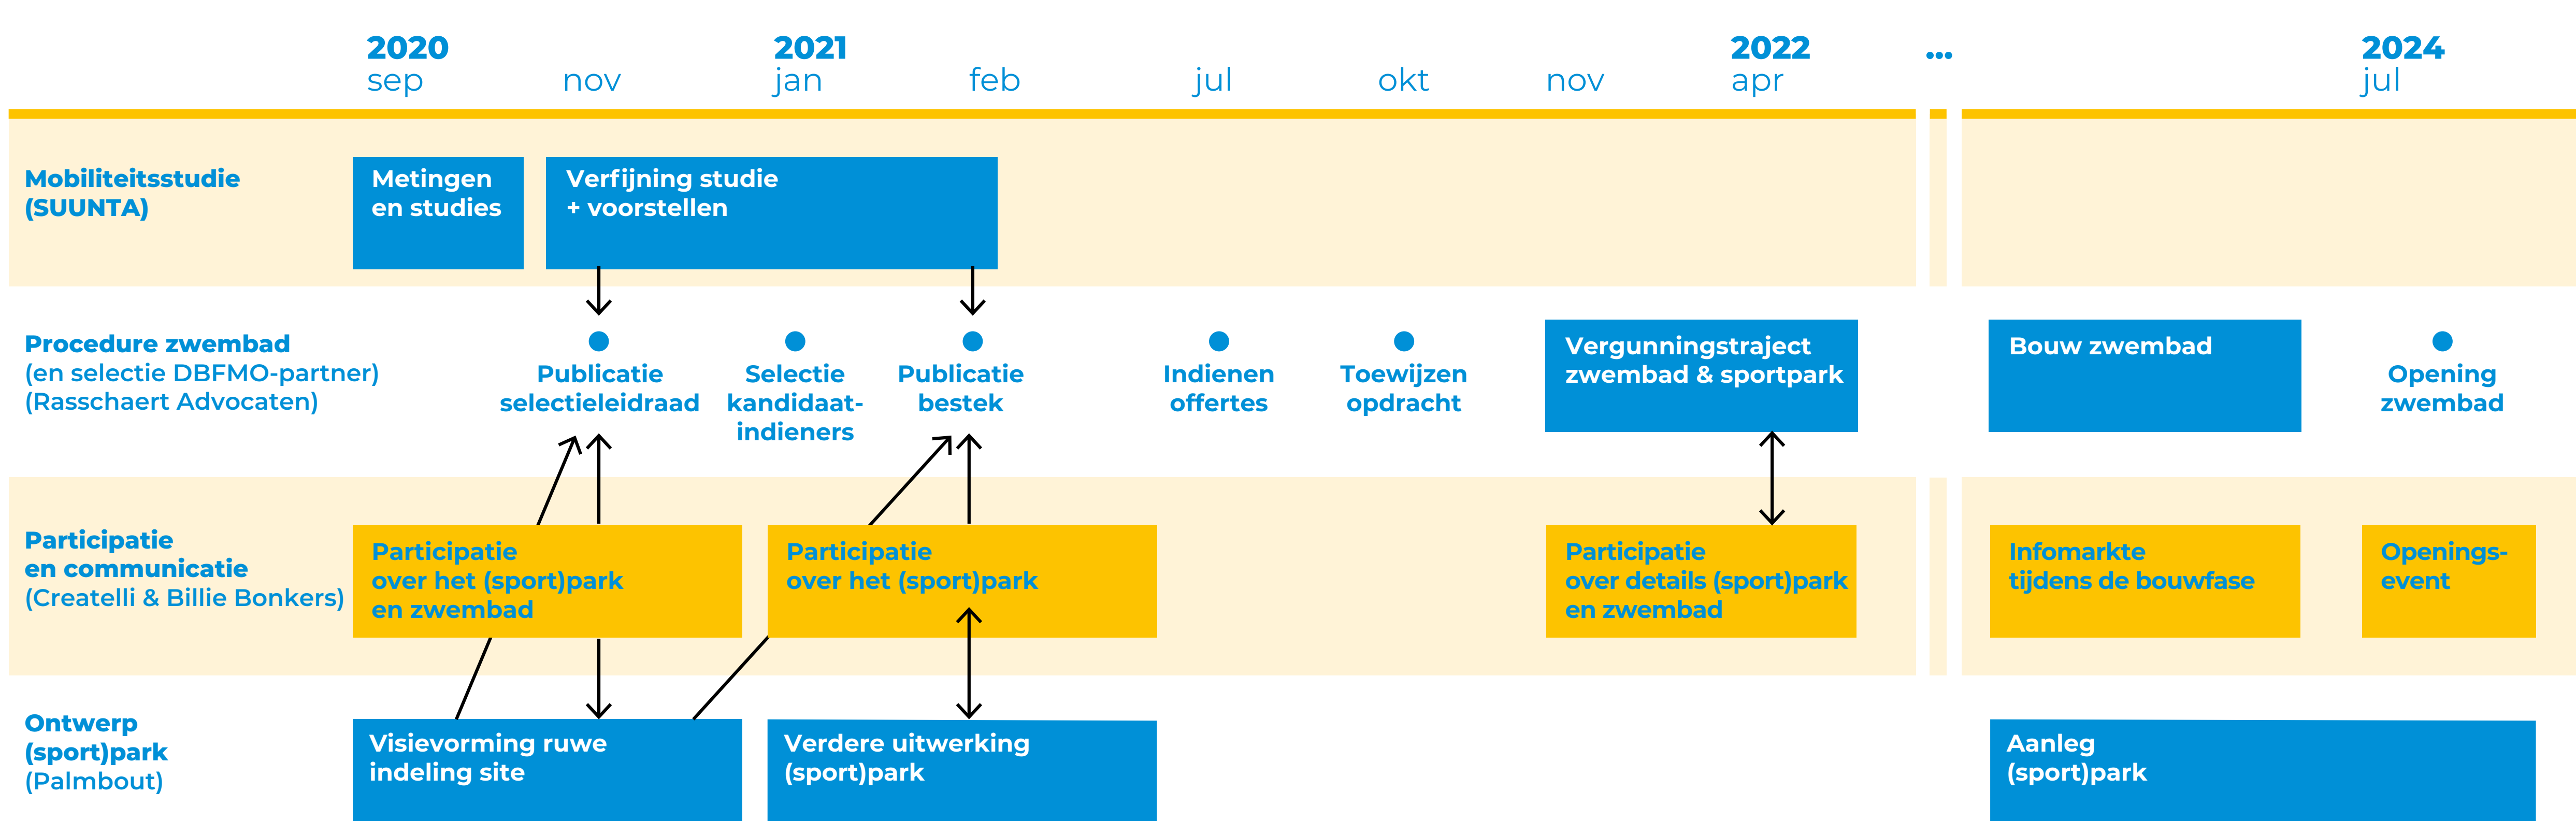 2020
sep
nov
2021
jan
feb
jul
okt
nov
2022
apr
...
2024
jul
Mobiliteitsstudie
(SUUNTA)
Metingen
en studies
Verfijning studie
+ voorstellen
Procedure zwembad
(en selectie DBFMO-partner)
(Rasschaert Advocaten)
Publicatie
selectieleidraad
Selectie
kandidaat-
indieners
Publicatie
bestek
Indienen
offertes
Toewijzen
opdracht
Vergunningstraject
zwembad & sportpark
Bouw zwembad
Opening
zwembad
Participatie
en communicatie
(Createlli & Billie Bonkers)
Participatie
over het (sport)park
en zwembad
Participatie
over het (sport)park
Participatie
over details (sport)park
en zwembad
Infomarkte
tijdens de bouwfase
Openings-
event
Ontwerp
(sport)park
(Palmbout)
Visievorming ruwe
indeling site
Verdere uitwerking
(sport)park
Aanleg
(sport)park